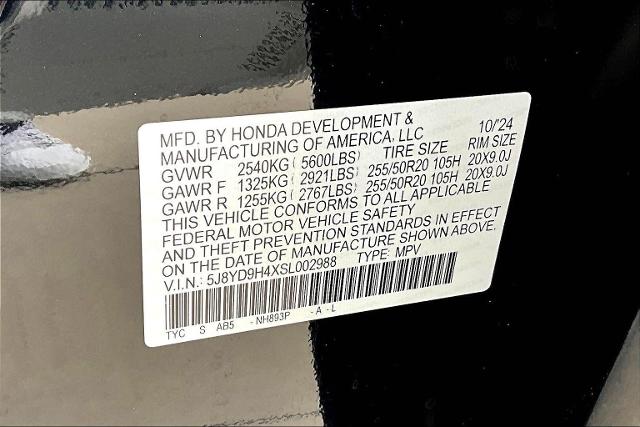 MFD. BY HONDA DEVELOPMENT &
MANUFACTURING OF AMERICA, LLC 10/24
GVWR 2540KG(5600LBS) TIRE SIZE RIM SIZE
GAWR F 1325KG(2921LBS) 255/50R20 105H 20X9.0J
GAWR R 1255KG(2767LBS) 255/50R20 105H 20X9.0J
THIS VEHICLE CONFORMS TO ALL APPLICABLE
FEDERAL MOTOR VEHICLE SAFETY
AND THEFT PREVENTION STANDARDS IN EFFECT
ON THE DATE OF MANUFACTURE SHOWN ABOVE.
V.I.N.: 5J8YD9H4XSL002988 TYPE: MPV
TYC S AB5 -NH893P -A-L